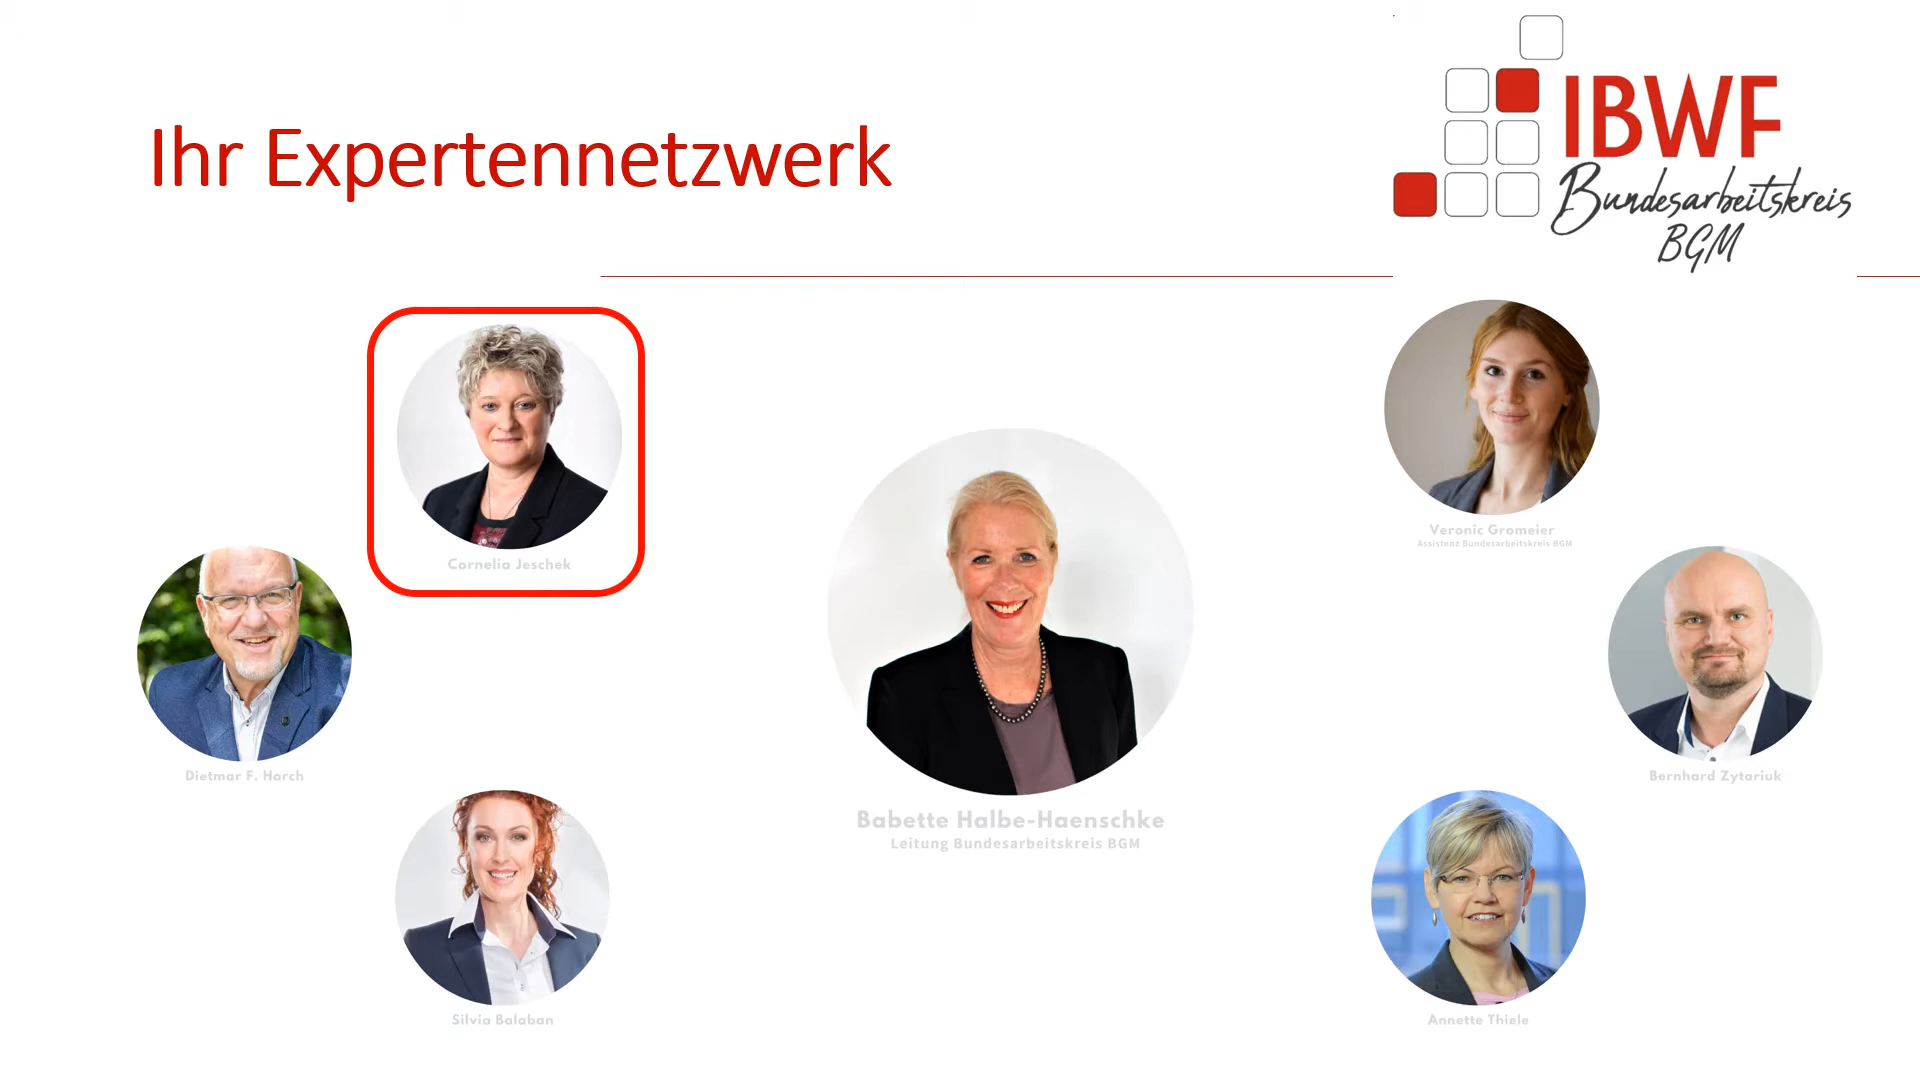 Ihr Expertennetzwerk
IBWF
Bundesarbeitskreis
BGM
Cornelia Jeschek
Veronic Gromeier
Assistenz Bundesarbeitskreis BGM
Dietmar F. Horch
Bernhard Zytariuk
Babette Halbe-Haenschke
Leitung Bundesarbeitskreis BGM
Silvia Balaban
Annette Thiele